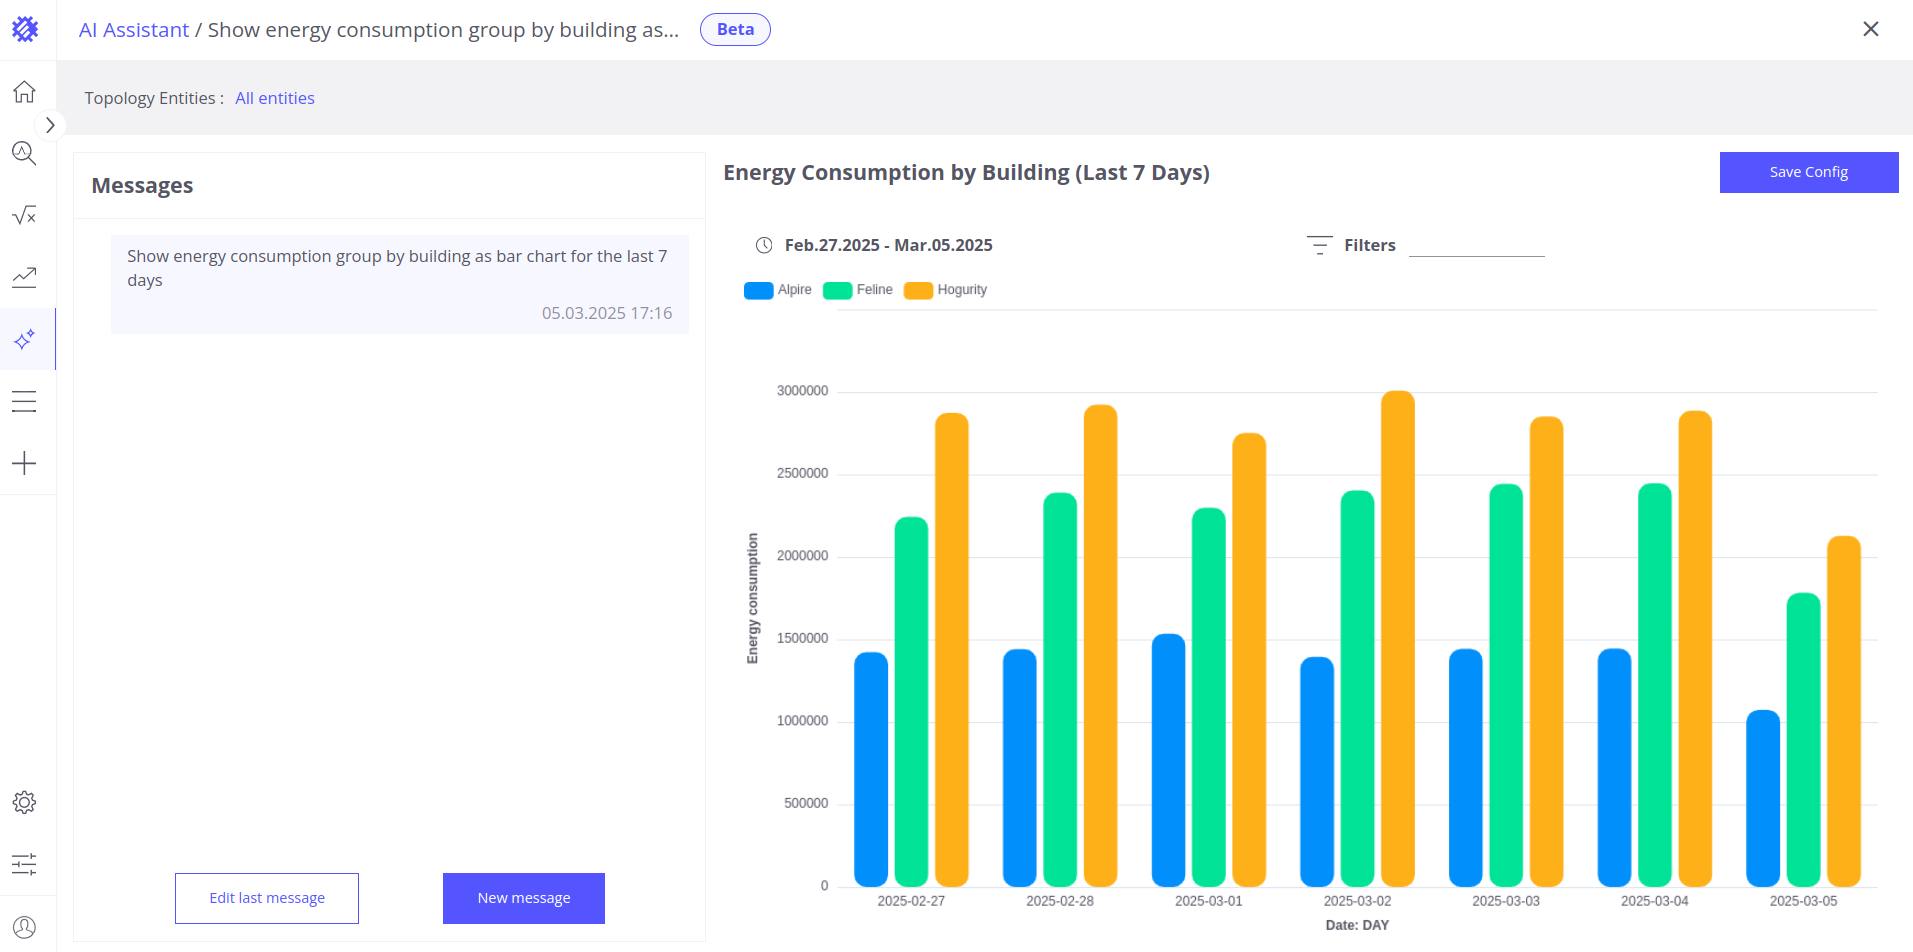 AI Assistant / Show energy consumption group by building as... Beta
Topology Entities : All entities
Messages
Show energy consumption group by building as bar chart for the last 7
days
05.03.2025 17:16
Edit last message
New message
Energy Consumption by Building (Last 7 Days)
Save Config
Feb.27.2025 - Mar.05.2025
Filters
Alpire Feline Hogurity
3000000
2500000
2000000
1500000
1000000
500000
0
Energy consumption
2025-02-27 2025-02-28 2025-03-01 2025-03-02 2025-03-03 2025-03-04 2025-03-05
Date: DAY